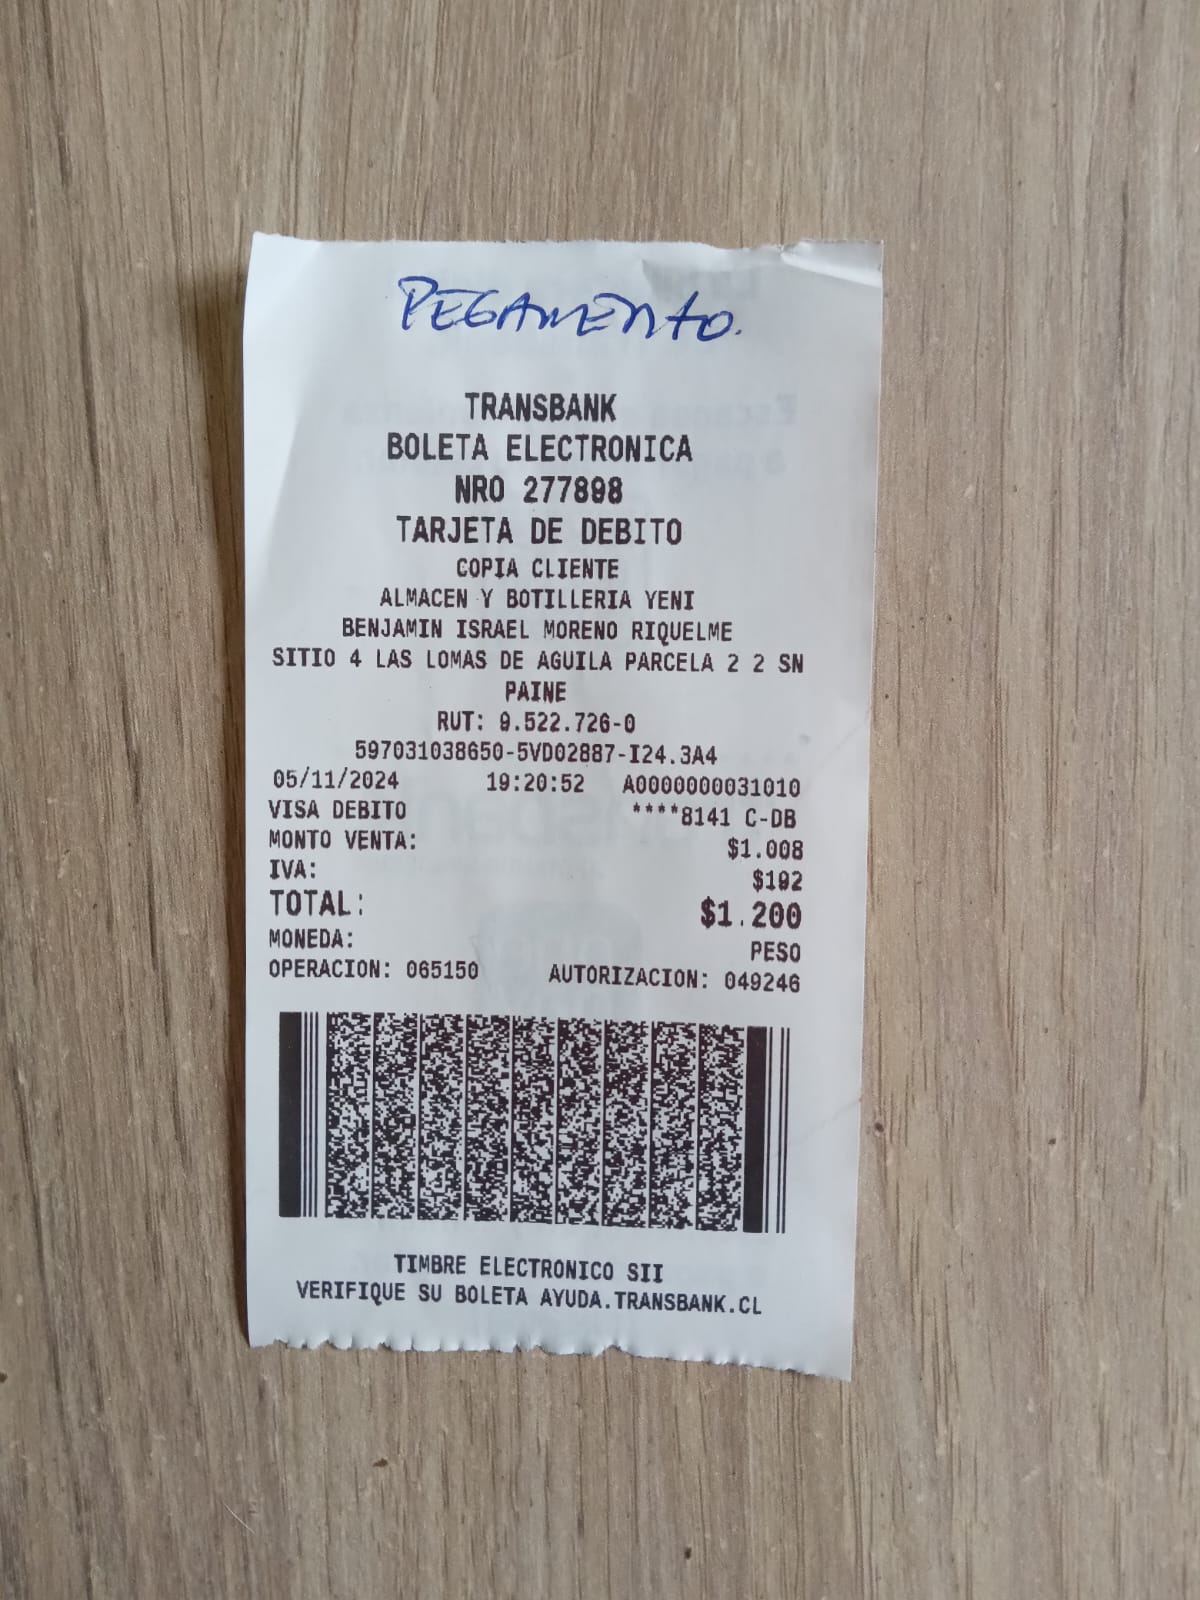 PEGAMENTO.
TRANSBANK
BOLETA ELECTRONICA
NRO 277898
TARJETA DE DEBITO
COPIA CLIENTE
ALMACEN Y BOTILLERIA YENI
BENJAMIN ISRAEL MORENO RIQUELME
SITIO 4 LAS LOMAS DE AGUILA PARCELA 2 2 SN
PAINE
RUT: 9.522.726-0
597031038650-5VD02887-I24.3A4
05/11/2024 19:20:52 A0000000031010
VISA DEBITO ****8141 C-DB
MONTO VENTA: $1.008
IVA: $192
TOTAL: $1.200
MONEDA: PESO
OPERACION: 065150 AUTORIZACION: 049246
TIMBRE ELECTRONICO SII
VERIFIQUE SU BOLETA AYUDA.TRANSBANK.CL